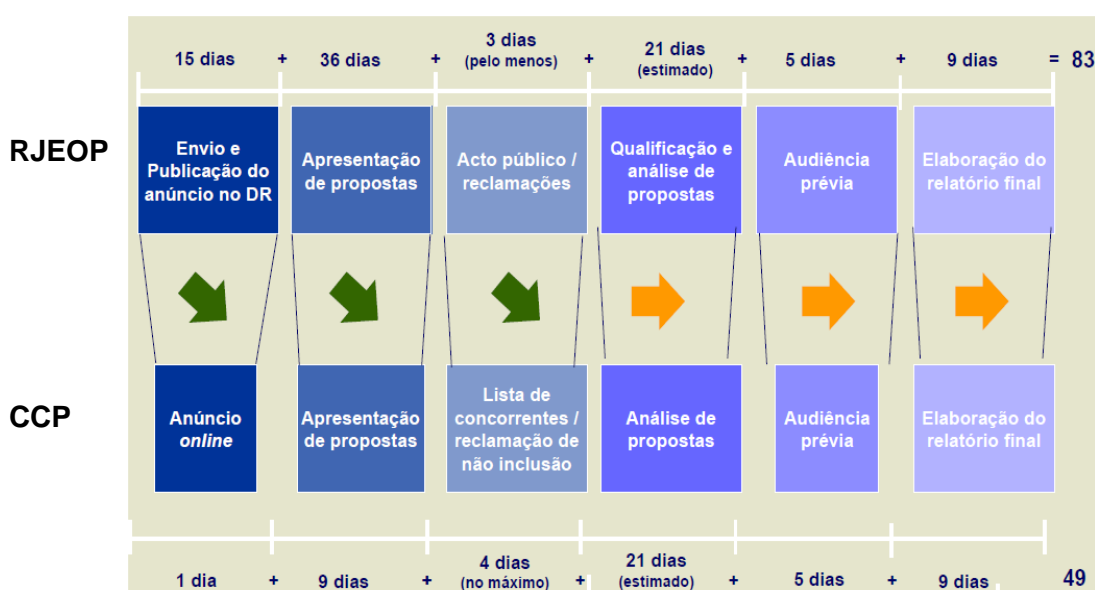 15 dias + 36 dias + 3 dias (pelo menos) + 21 dias (estimado) + 5 dias + 9 dias = 83
RJEOP
Envio e
Publicação do
anúncio no DR
Apresentação
de propostas
Acto público /
reclamações
Qualificação e
análise de
propostas
Audiência
prévia
Elaboração do
relatório final
CCP
Anúncio
online
Apresentação
de propostas
Lista de
concorrentes /
reclamação de
não inclusão
Análise de
propostas
Audiência
prévia
Elaboração do
relatório final
1 dia + 9 dias + 4 dias (no máximo) + 21 dias (estimado) + 5 dias + 9 dias 49